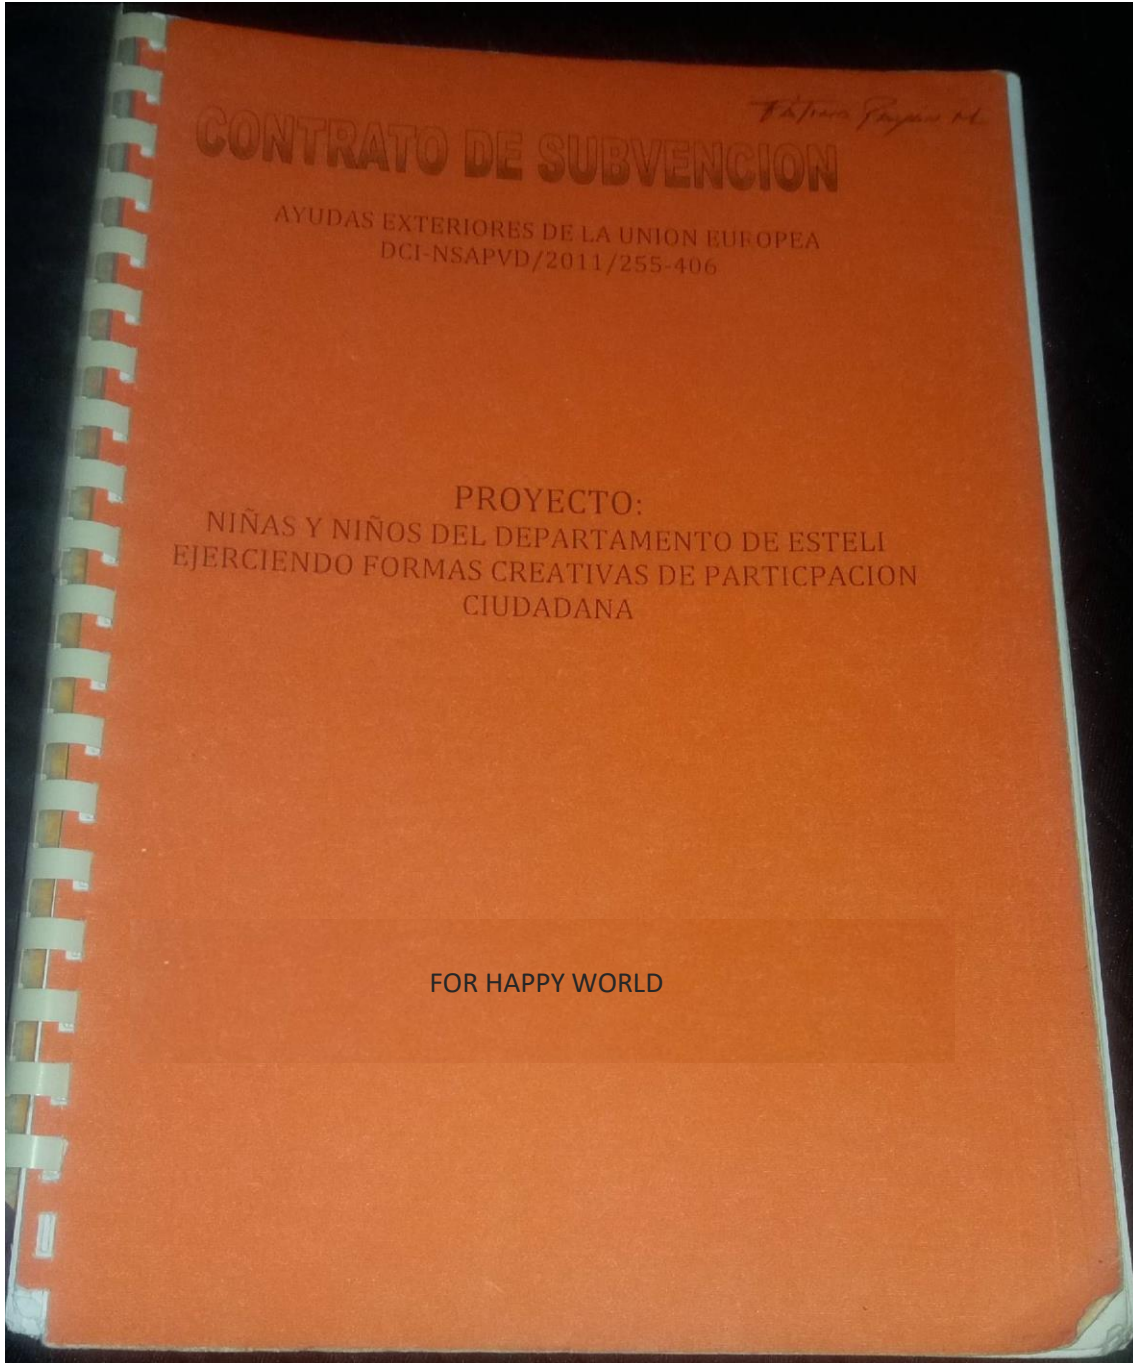 CONTRATO DE SUBVENCION
AYUDAS EXTERIORES DE LA UNION EUROPEA
DCI-NSAPVD/2011/255-406
PROYECTO:
NIÑAS Y NIÑOS DEL DEPARTAMENTO DE ESTELI
EJERCIENDO FORMAS CREATIVAS DE PARTICPACION
CIUDADANA
FOR HAPPY WORLD